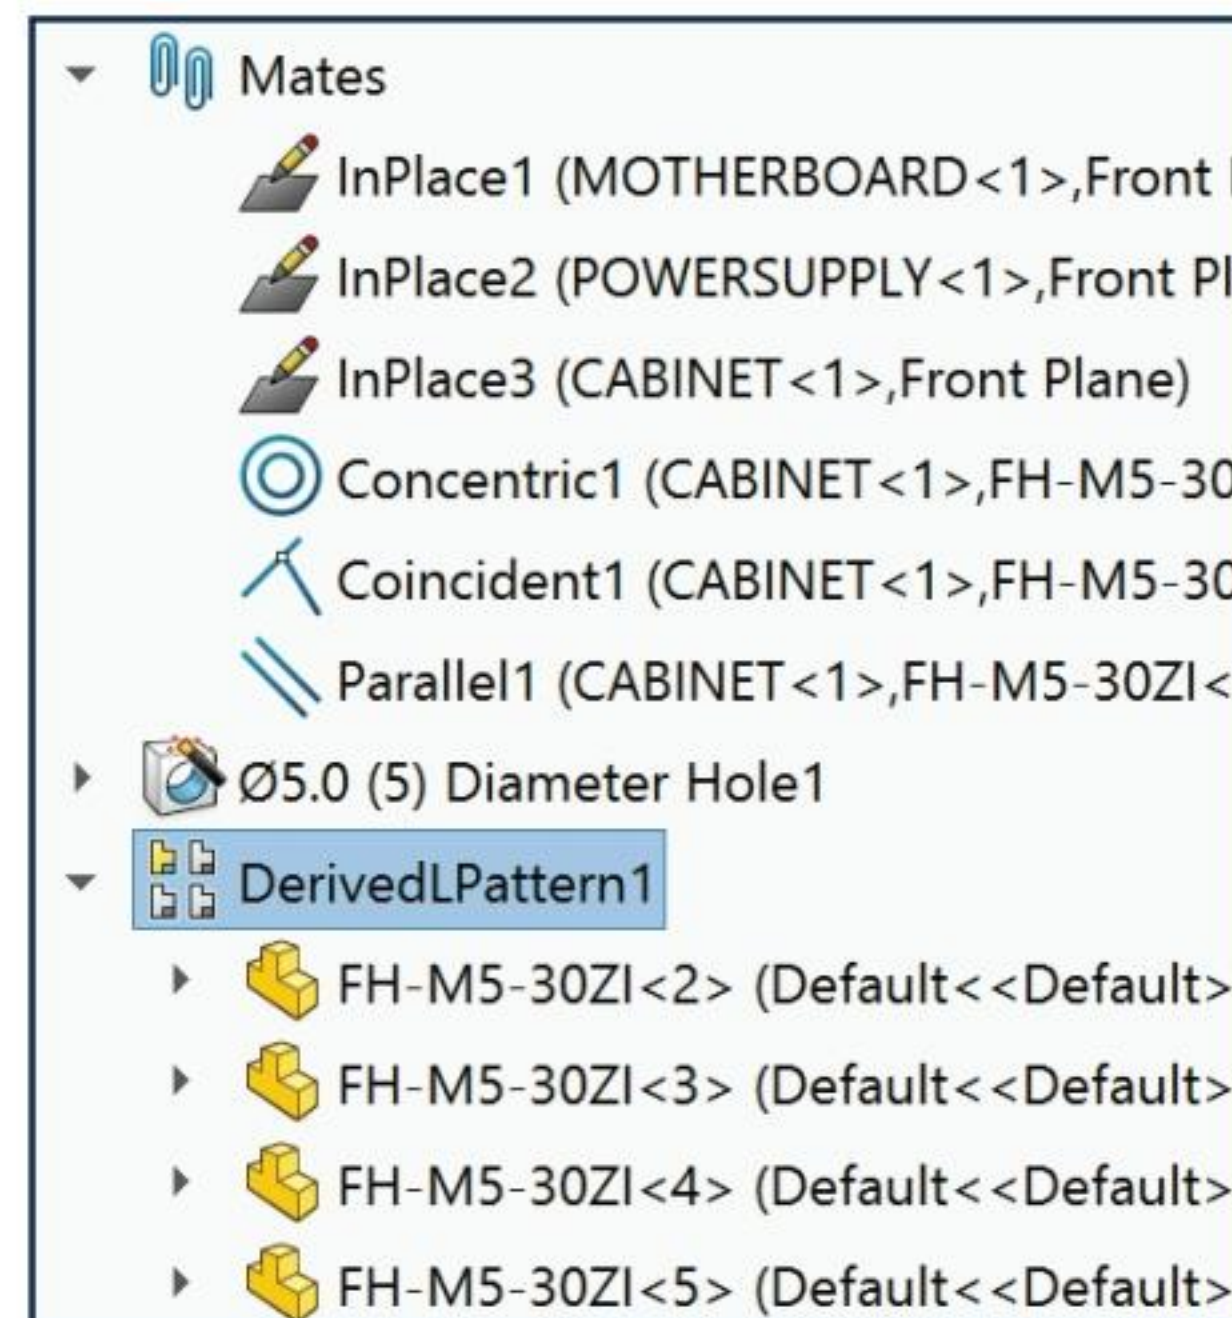 Mates
InPlace1 (MOTHERBOARD<1>,Front
InPlace2 (POWERSUPPLY<1>,Front Pl
InPlace3 (CABINET<1>,Front Plane)
Concentric1 (CABINET<1>,FH-M5-30
Coincident1 (CABINET<1>,FH-M5-30
Parallel1 (CABINET<1>,FH-M5-30ZI<
Ø5.0 (5) Diameter Hole1
DerivedLPattern1
FH-M5-30ZI<2> (Default<<Default>
FH-M5-30ZI<3> (Default<<Default>
FH-M5-30ZI<4> (Default<<Default>
FH-M5-30ZI<5> (Default<<Default>